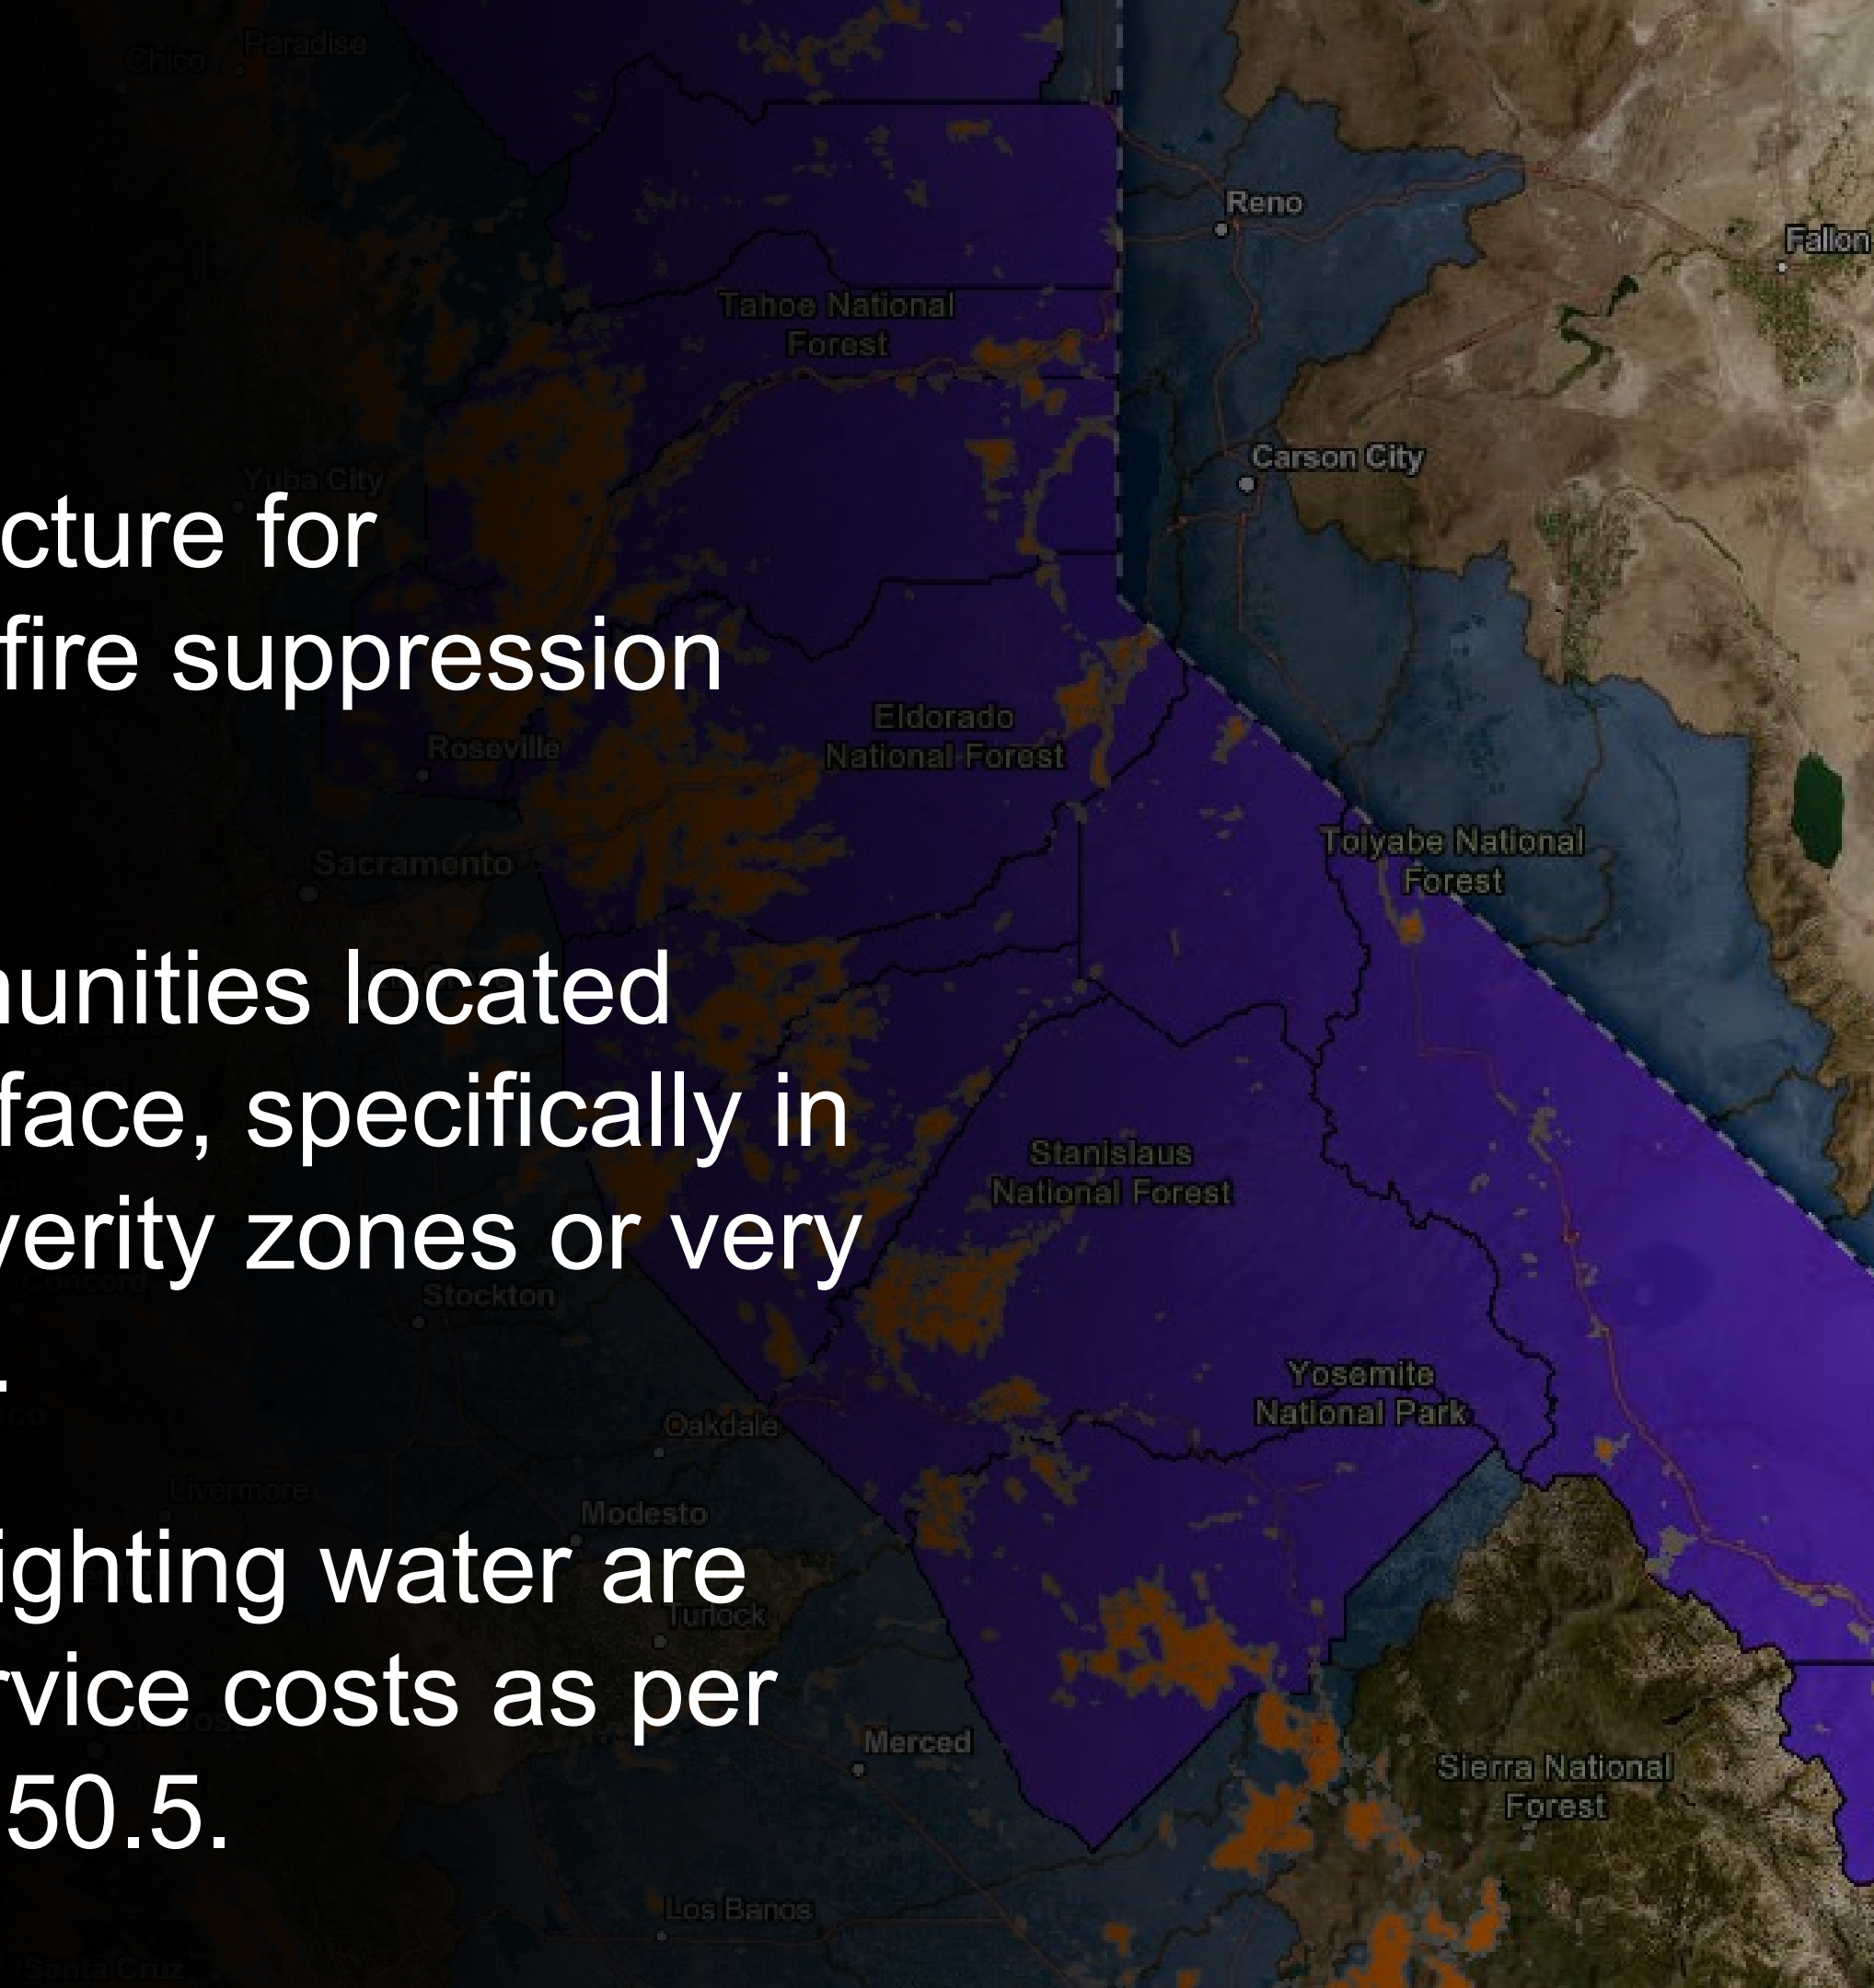 Chico
Paradise
Reno
Fallon
Tahoe National
Forest
Carson City
Yuba City
cture for
fire suppression
Eldorado
National Forest
Roseville
Toiyabe National
Forest
Sacramento
nunities located
face, specifically in
Stanislaus
National Forest
verity zones or very
Concord
Stockton
.
Yosemite
National Park
Oakdale
Livermore
Modesto
ighting water are
Turlock
rvice costs as per
Merced
Sierra National
Forest
50.5.
Los Banos
Santa Cruz